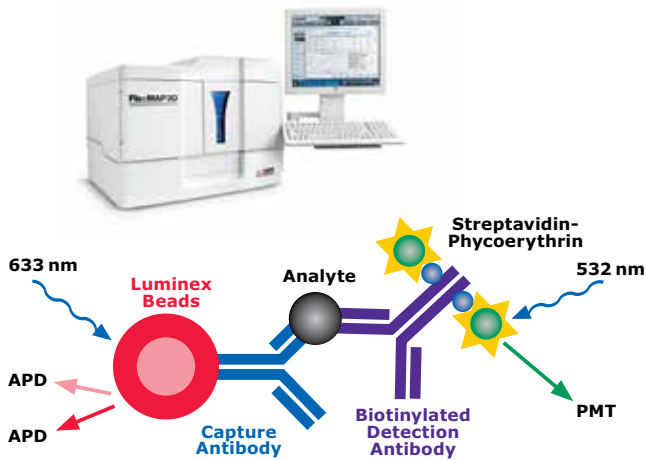 FlexMAP 3D
Streptavidin-
Phycoerythrin
633 nm
532 nm
Analyte
Luminex
Beads
APD
APD
PMT
Capture
Antibody
Biotinylated
Detection
Antibody